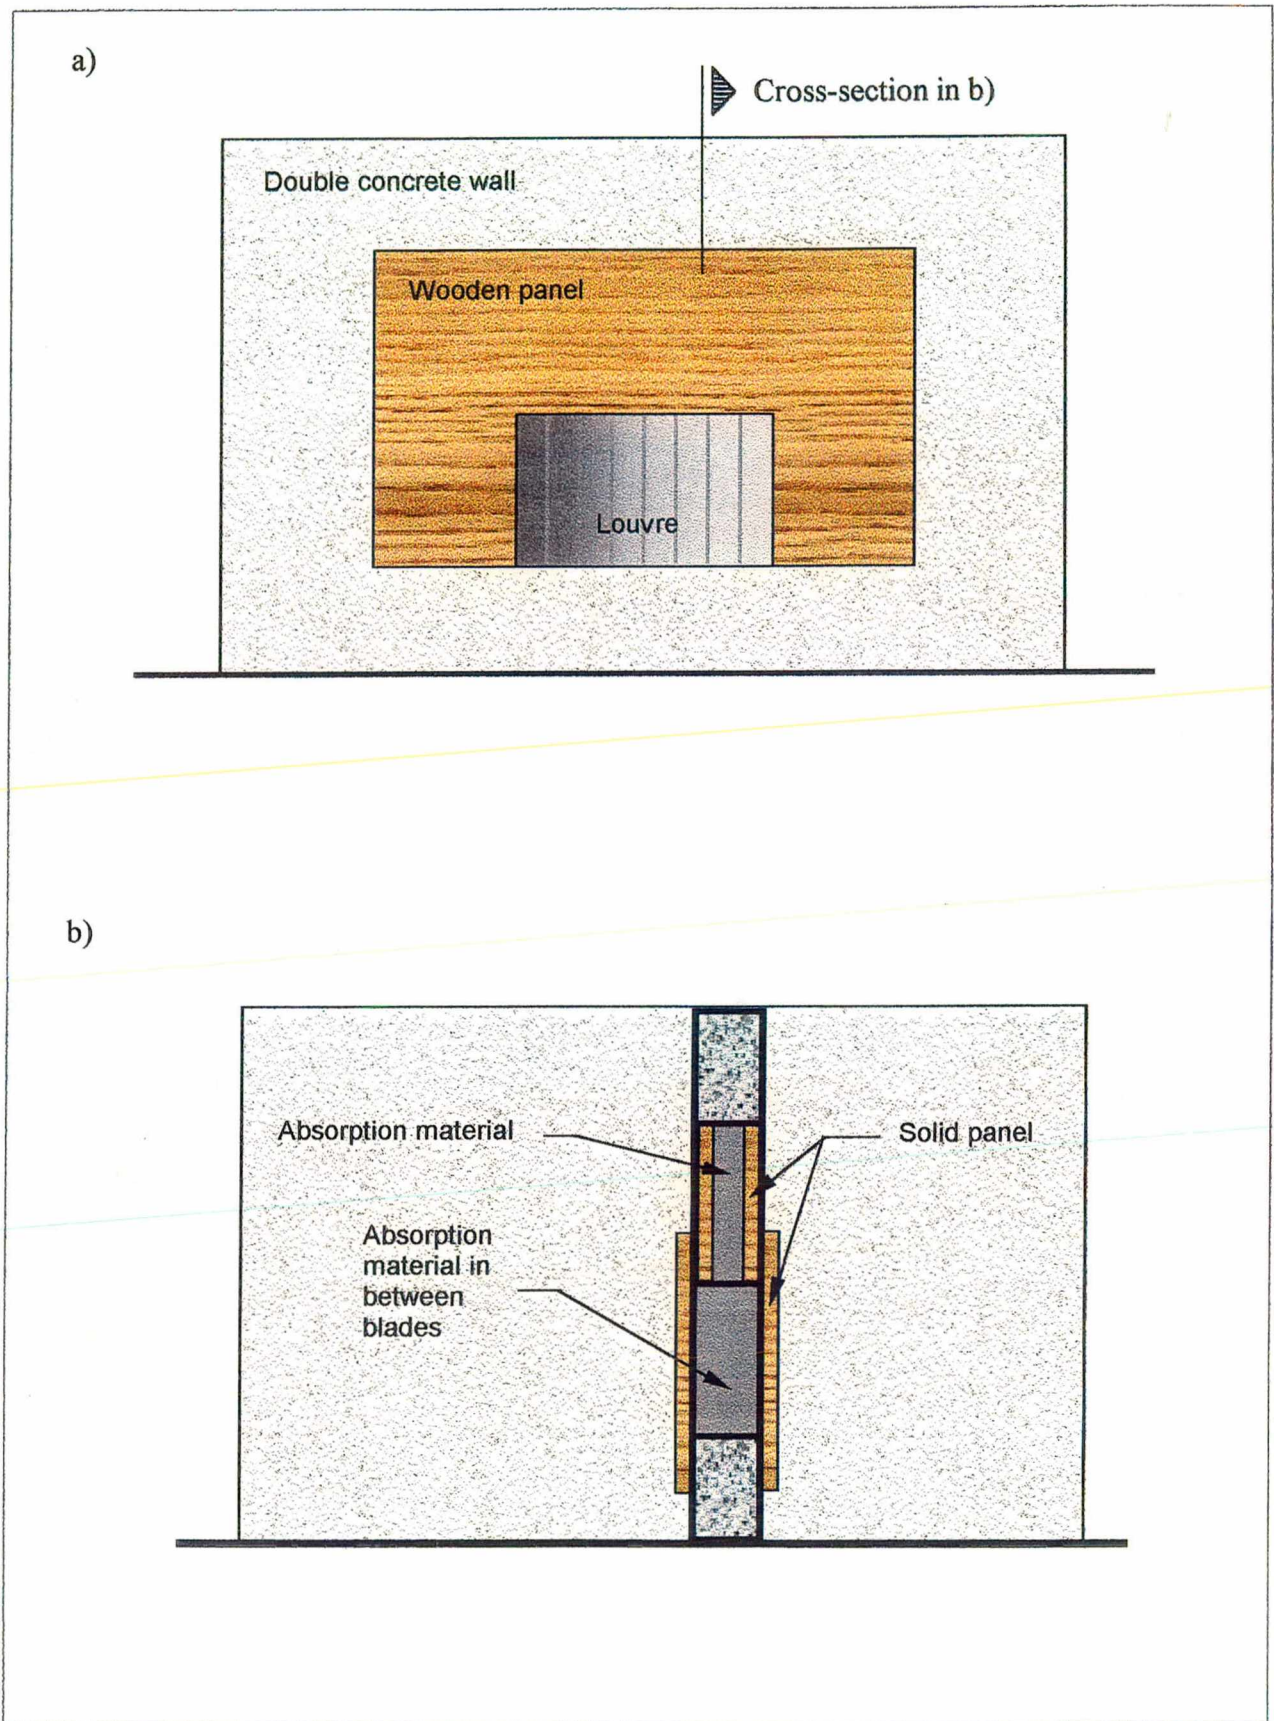 a)
Cross-section in b)
Double concrete wall
Wooden panel
Louvre
b)
Absorption material
Solid panel
Absorption
material in
between
blades